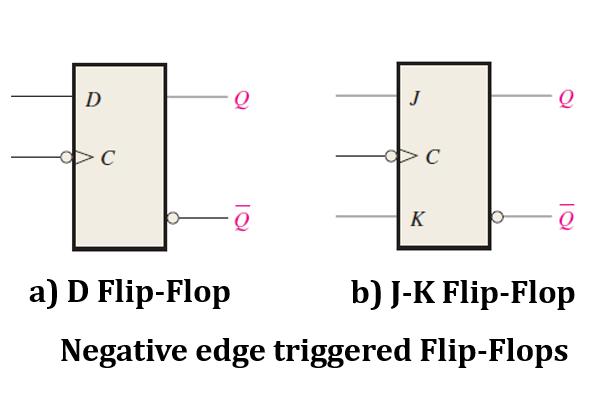 D
C
Q
Q̅
J
C
K
Q
Q̅
a) D Flip-Flop
b) J-K Flip-Flop
Negative edge triggered Flip-Flops